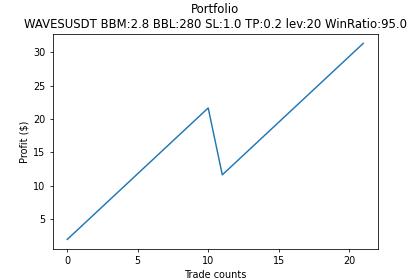 Portfolio
WAVESUSDT BBM:2.8 BBL:280 SL:1.0 TP:0.2 lev:20 WinRatio:95.0
30
25
20
15
10
5
Profit ($)
0 5 10 15 20
Trade counts